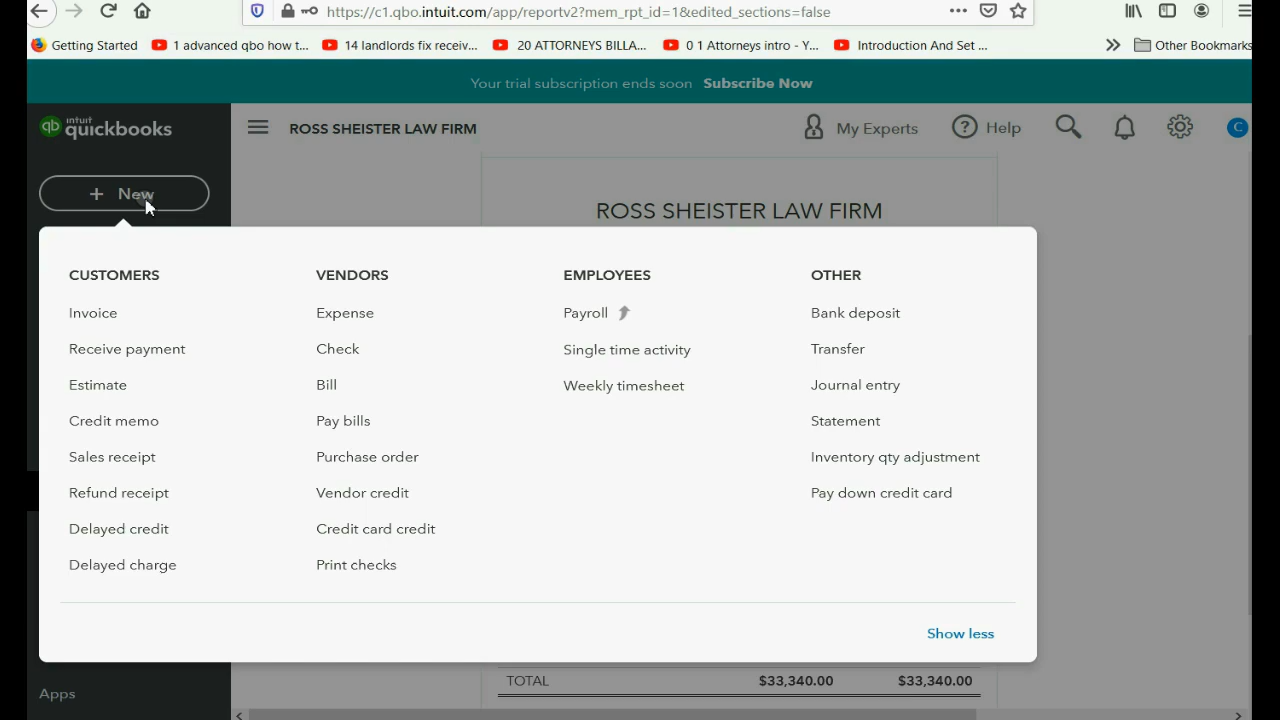 https://c1.qbo.intuit.com/app/reportv2?mem_rpt_id=1&edited_sections=false
Getting Started 1 advanced qbo how t... 14 landlords fix receiv... 20 ATTORNEYS BILLA... 0 1 Attorneys intro - Y... Introduction And Set ... Other Bookmarks
Your trial subscription ends soon Subscribe Now
qb intuit quickbooks ROSS SHEISTER LAW FIRM My Experts Help C
+ New
ROSS SHEISTER LAW FIRM
CUSTOMERS VENDORS EMPLOYEES OTHER
Invoice Expense Payroll Bank deposit
Receive payment Check Single time activity Transfer
Estimate Bill Weekly timesheet Journal entry
Credit memo Pay bills Statement
Sales receipt Purchase order Inventory qty adjustment
Refund receipt Vendor credit Pay down credit card
Delayed credit Credit card credit
Delayed charge Print checks
Show less
TOTAL $33,340.00 $33,340.00
Apps